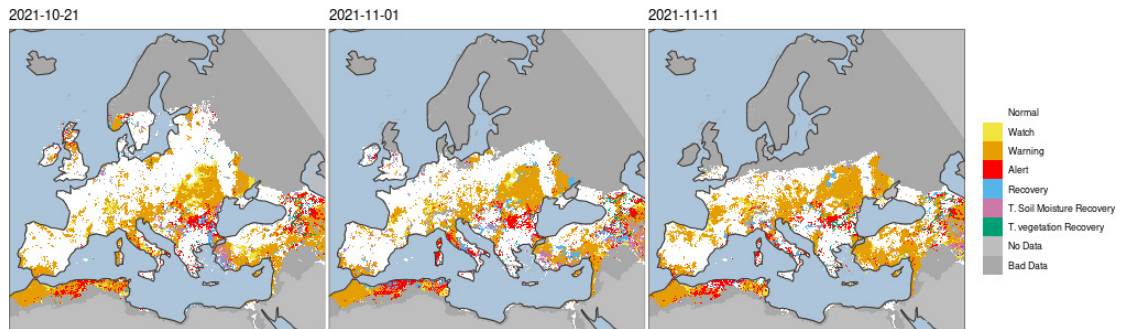 2021-10-21
2021-11-01
2021-11-11
Normal
Watch
Warning
Alert
Recovery
T. Soil Moisture Recovery
T. vegetation Recovery
No Data
Bad Data